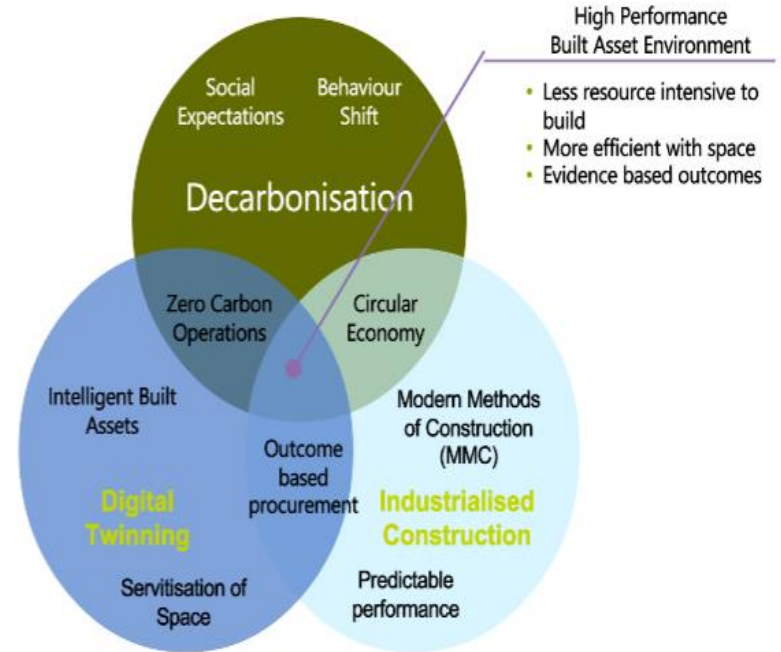 High Performance
Built Asset Environment
• Less resource intensive to
build
• More efficient with space
• Evidence based outcomes
Social
Expectations
Behaviour
Shift
Decarbonisation
Zero Carbon
Operations
Circular
Economy
Intelligent Built
Assets
Modern Methods
of Construction
(MMC)
Outcome
based
procurement
Digital
Twinning
Industrialised
Construction
Servitisation of
Space
Predictable
performance